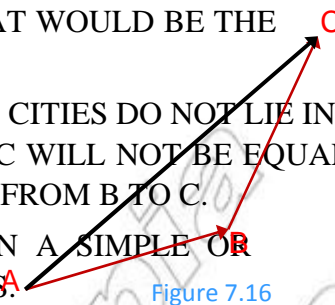 AT WOULD BE THE
C
CITIES DO NOT LIE IN
C WILL NOT BE EQUAL
FROM B TO C.
N A SIMPLE OR
B
A
S.
Figure 7.16